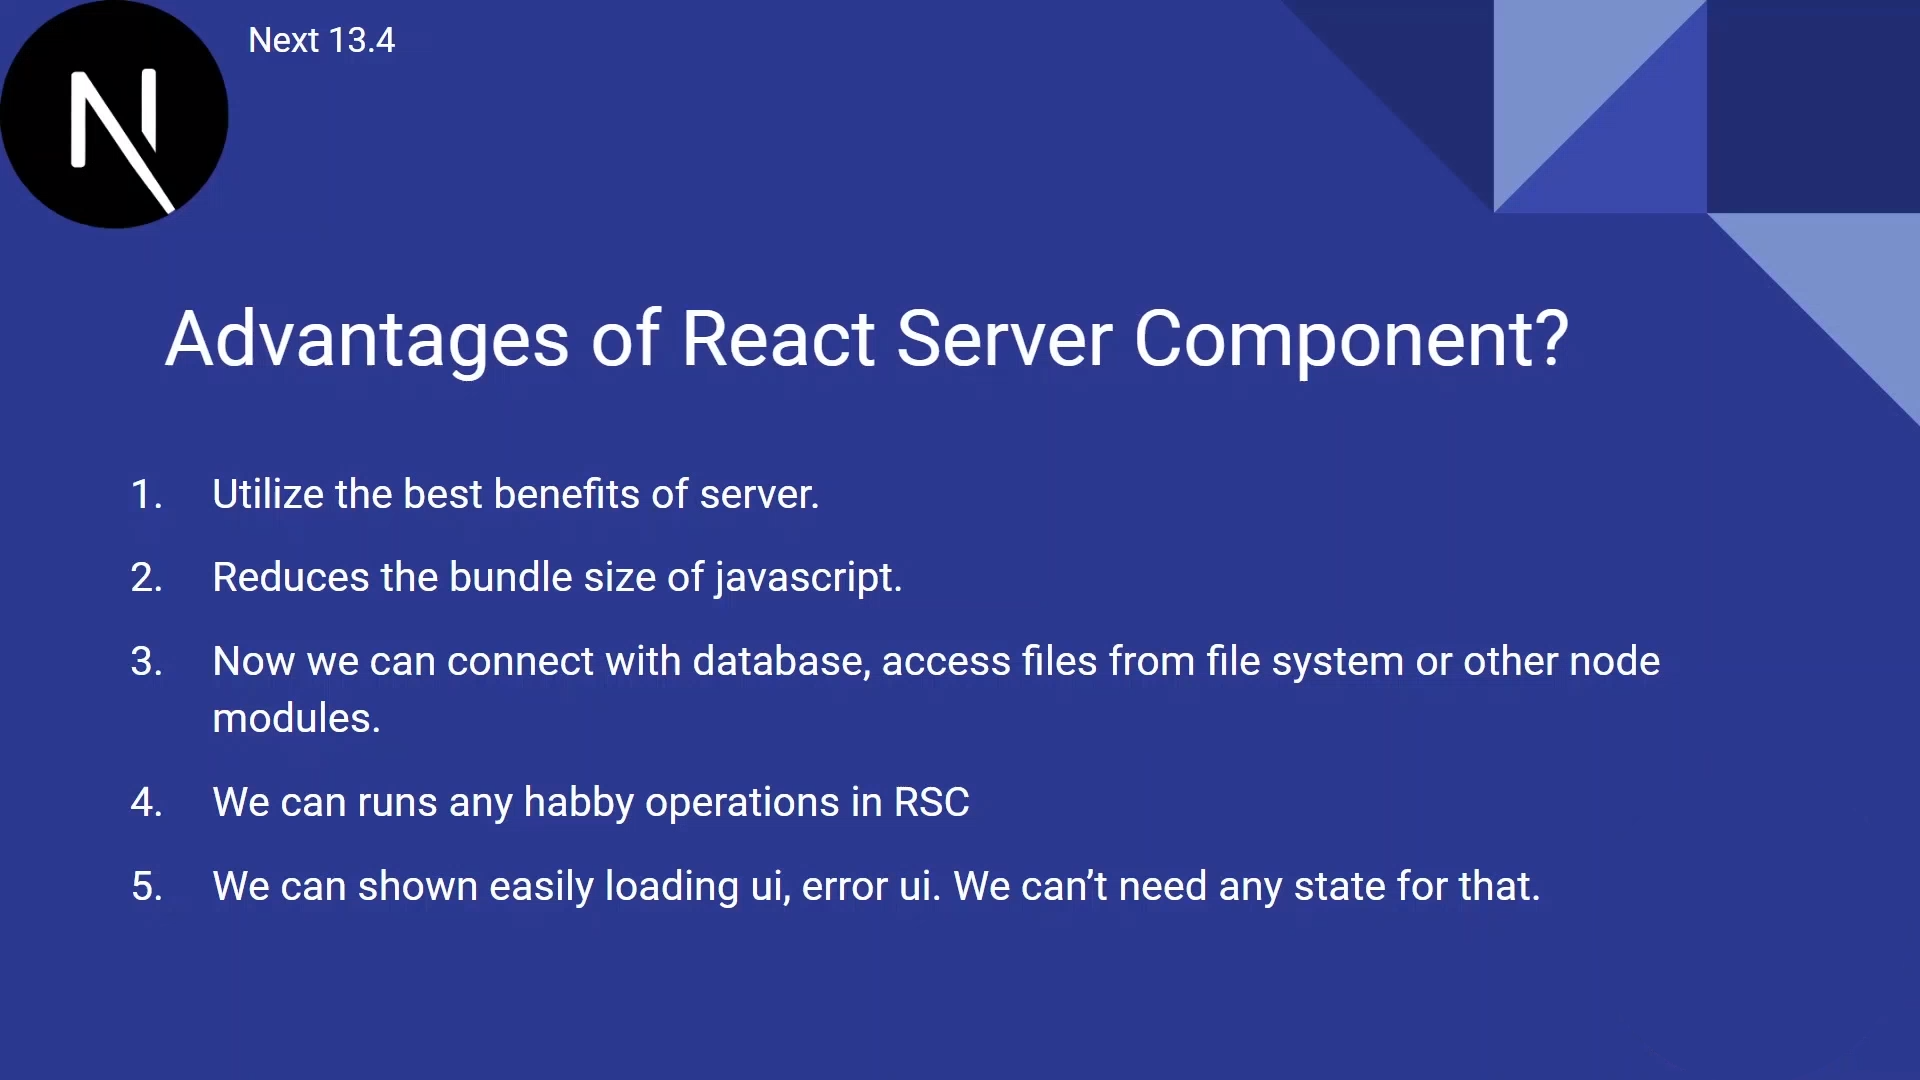 Next 13.4
Advantages of React Server Component?
1. Utilize the best benefits of server.
2. Reduces the bundle size of javascript.
3. Now we can connect with database, access files from file system or other node
modules.
4. We can runs any habby operations in RSC
5. We can shown easily loading ui, error ui. We can’t need any state for that.